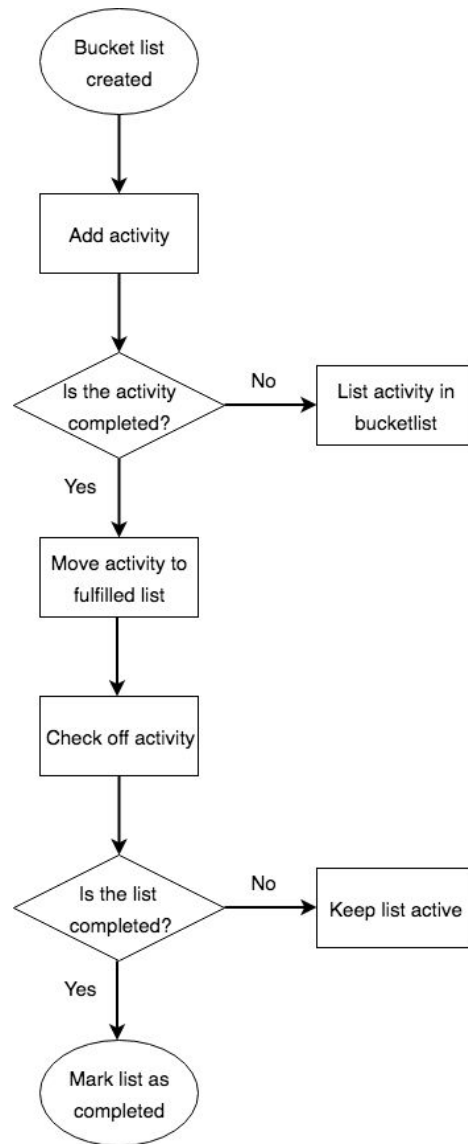 Bucket list
created
Add activity
Is the activity
completed?
No
List activity in
bucketlist
Yes
Move activity to
fulfilled list
Check off activity
Is the list
completed?
No
Keep list active
Yes
Mark list as
completed